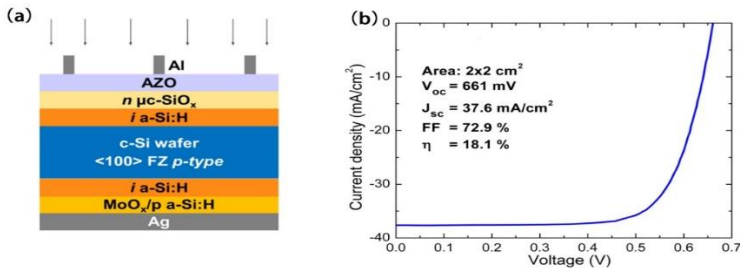 (a)
Al
AZO
n µc-SiOₓ
i a-Si:H
c-Si wafer
<100> FZ p-type
i a-Si:H
MoOₓ/p a-Si:H
Ag
(b)
Current density (mA/cm²)
0
-10
-20
-30
-40
Area: 2x2 cm²
Voc = 661 mV
Jsc = 37.6 mA/cm²
FF = 72.9 %
η = 18.1 %
0.0 0.1 0.2 0.3 0.4 0.5 0.6 0.7
Voltage (V)